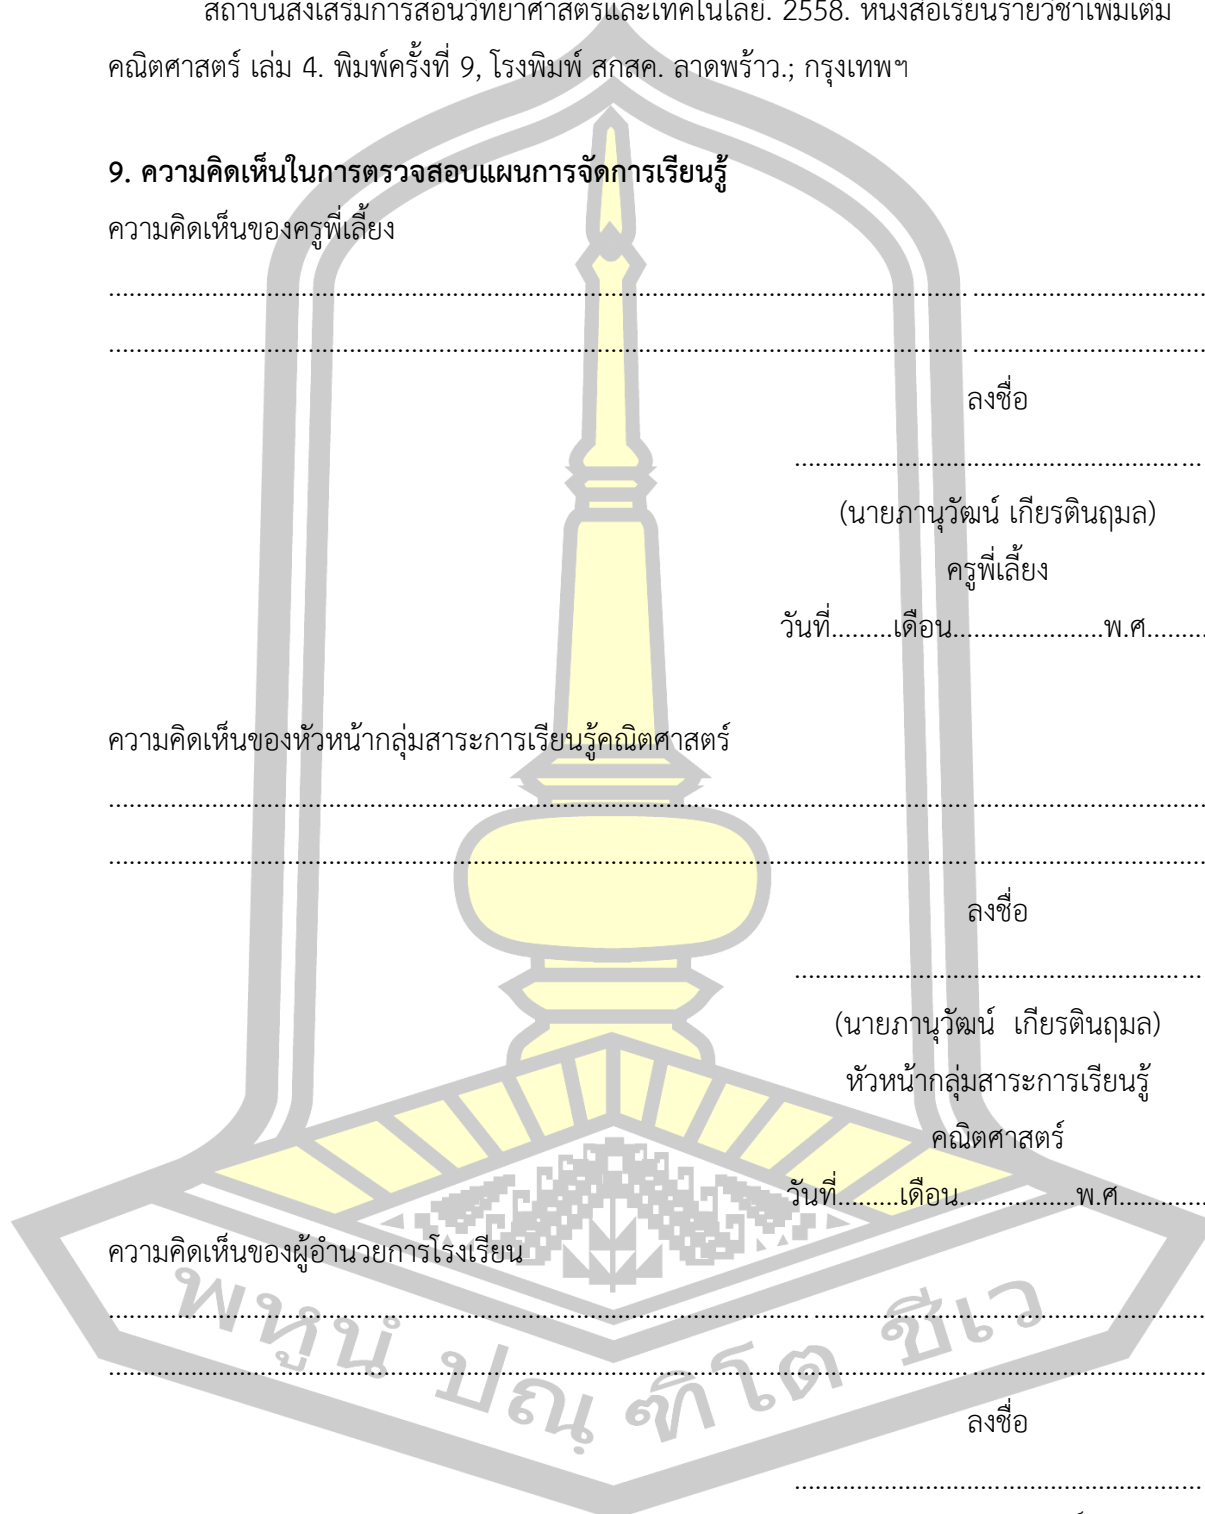 สถาบันส่งเสริมการสอนวิทยาศาสตร์และเทคโนโลยี. 2558. หนังสือเรียนรายวิชาเพิ่มเติม
คณิตศาสตร์ เล่ม 4. พิมพ์ครั้งที่ 9, โรงพิมพ์ สกสค. ลาดพร้าว.; กรุงเทพฯ
9. ความคิดเห็นในการตรวจสอบแผนการจัดการเรียนรู้
ความคิดเห็นของครูพี่เลี้ยง
............................................................................................................................... ..................................
............................................................................................................................... ..................................
ลงชื่อ
...........................................................
(นายภานุวัฒน์ เกียรตินฤมล)
ครูพี่เลี้ยง
วันที่.........เดือน......................พ.ศ.........
ความคิดเห็นของหัวหน้ากลุ่มสาระการเรียนรู้คณิตศาสตร์
............................................................................................................................... ..................................
............................................................................................................................... ..................................
ลงชื่อ
...........................................................
(นายภานุวัฒน์ เกียรตินฤมล)
หัวหน้ากลุ่มสาระการเรียนรู้
คณิตศาสตร์
วันที่.........เดือน.................พ.ศ.............
ความคิดเห็นของผู้อำนวยการโรงเรียน
....................................................................................................... ..........................................................
............................................................................................................................... ..................................
ลงชื่อ
...........................................................
พหูนํ ปณฺฑิโต ชีเว